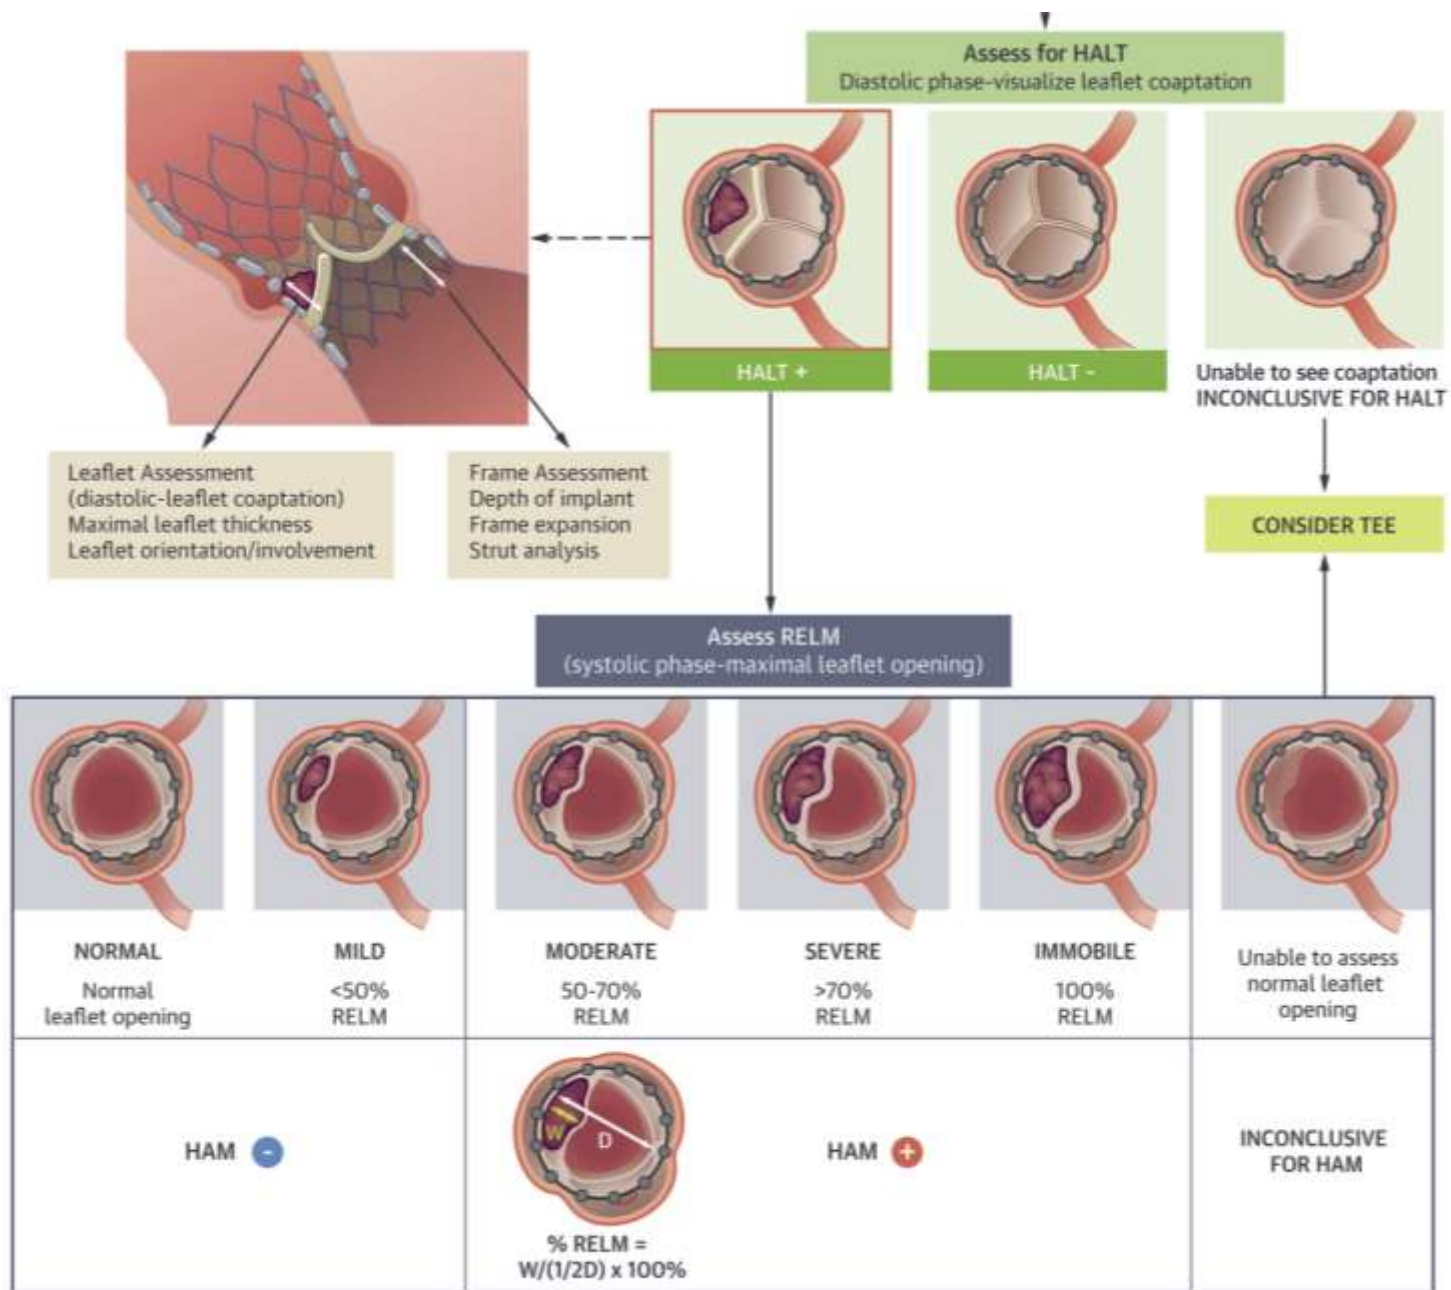 Assess for HALT
Diastolic phase-visualize leaflet coaptation
HALT +
HALT -
Unable to see coaptation
INCONCLUSIVE FOR HALT
Leaflet Assessment
(diastolic-leaflet coaptation)
Maximal leaflet thickness
Leaflet orientation/involvement
Frame Assessment
Depth of implant
Frame expansion
Strut analysis
CONSIDER TEE
Assess RELM
(systolic phase-maximal leaflet opening)
NORMAL
Normal
leaflet opening
MILD
<50%
RELM
MODERATE
50-70%
RELM
SEVERE
>70%
RELM
IMMOBILE
100%
RELM
Unable to assess
normal leaflet
opening
HAM -
W
D
% RELM =
W/(1/2D) x 100%
HAM +
INCONCLUSIVE
FOR HAM